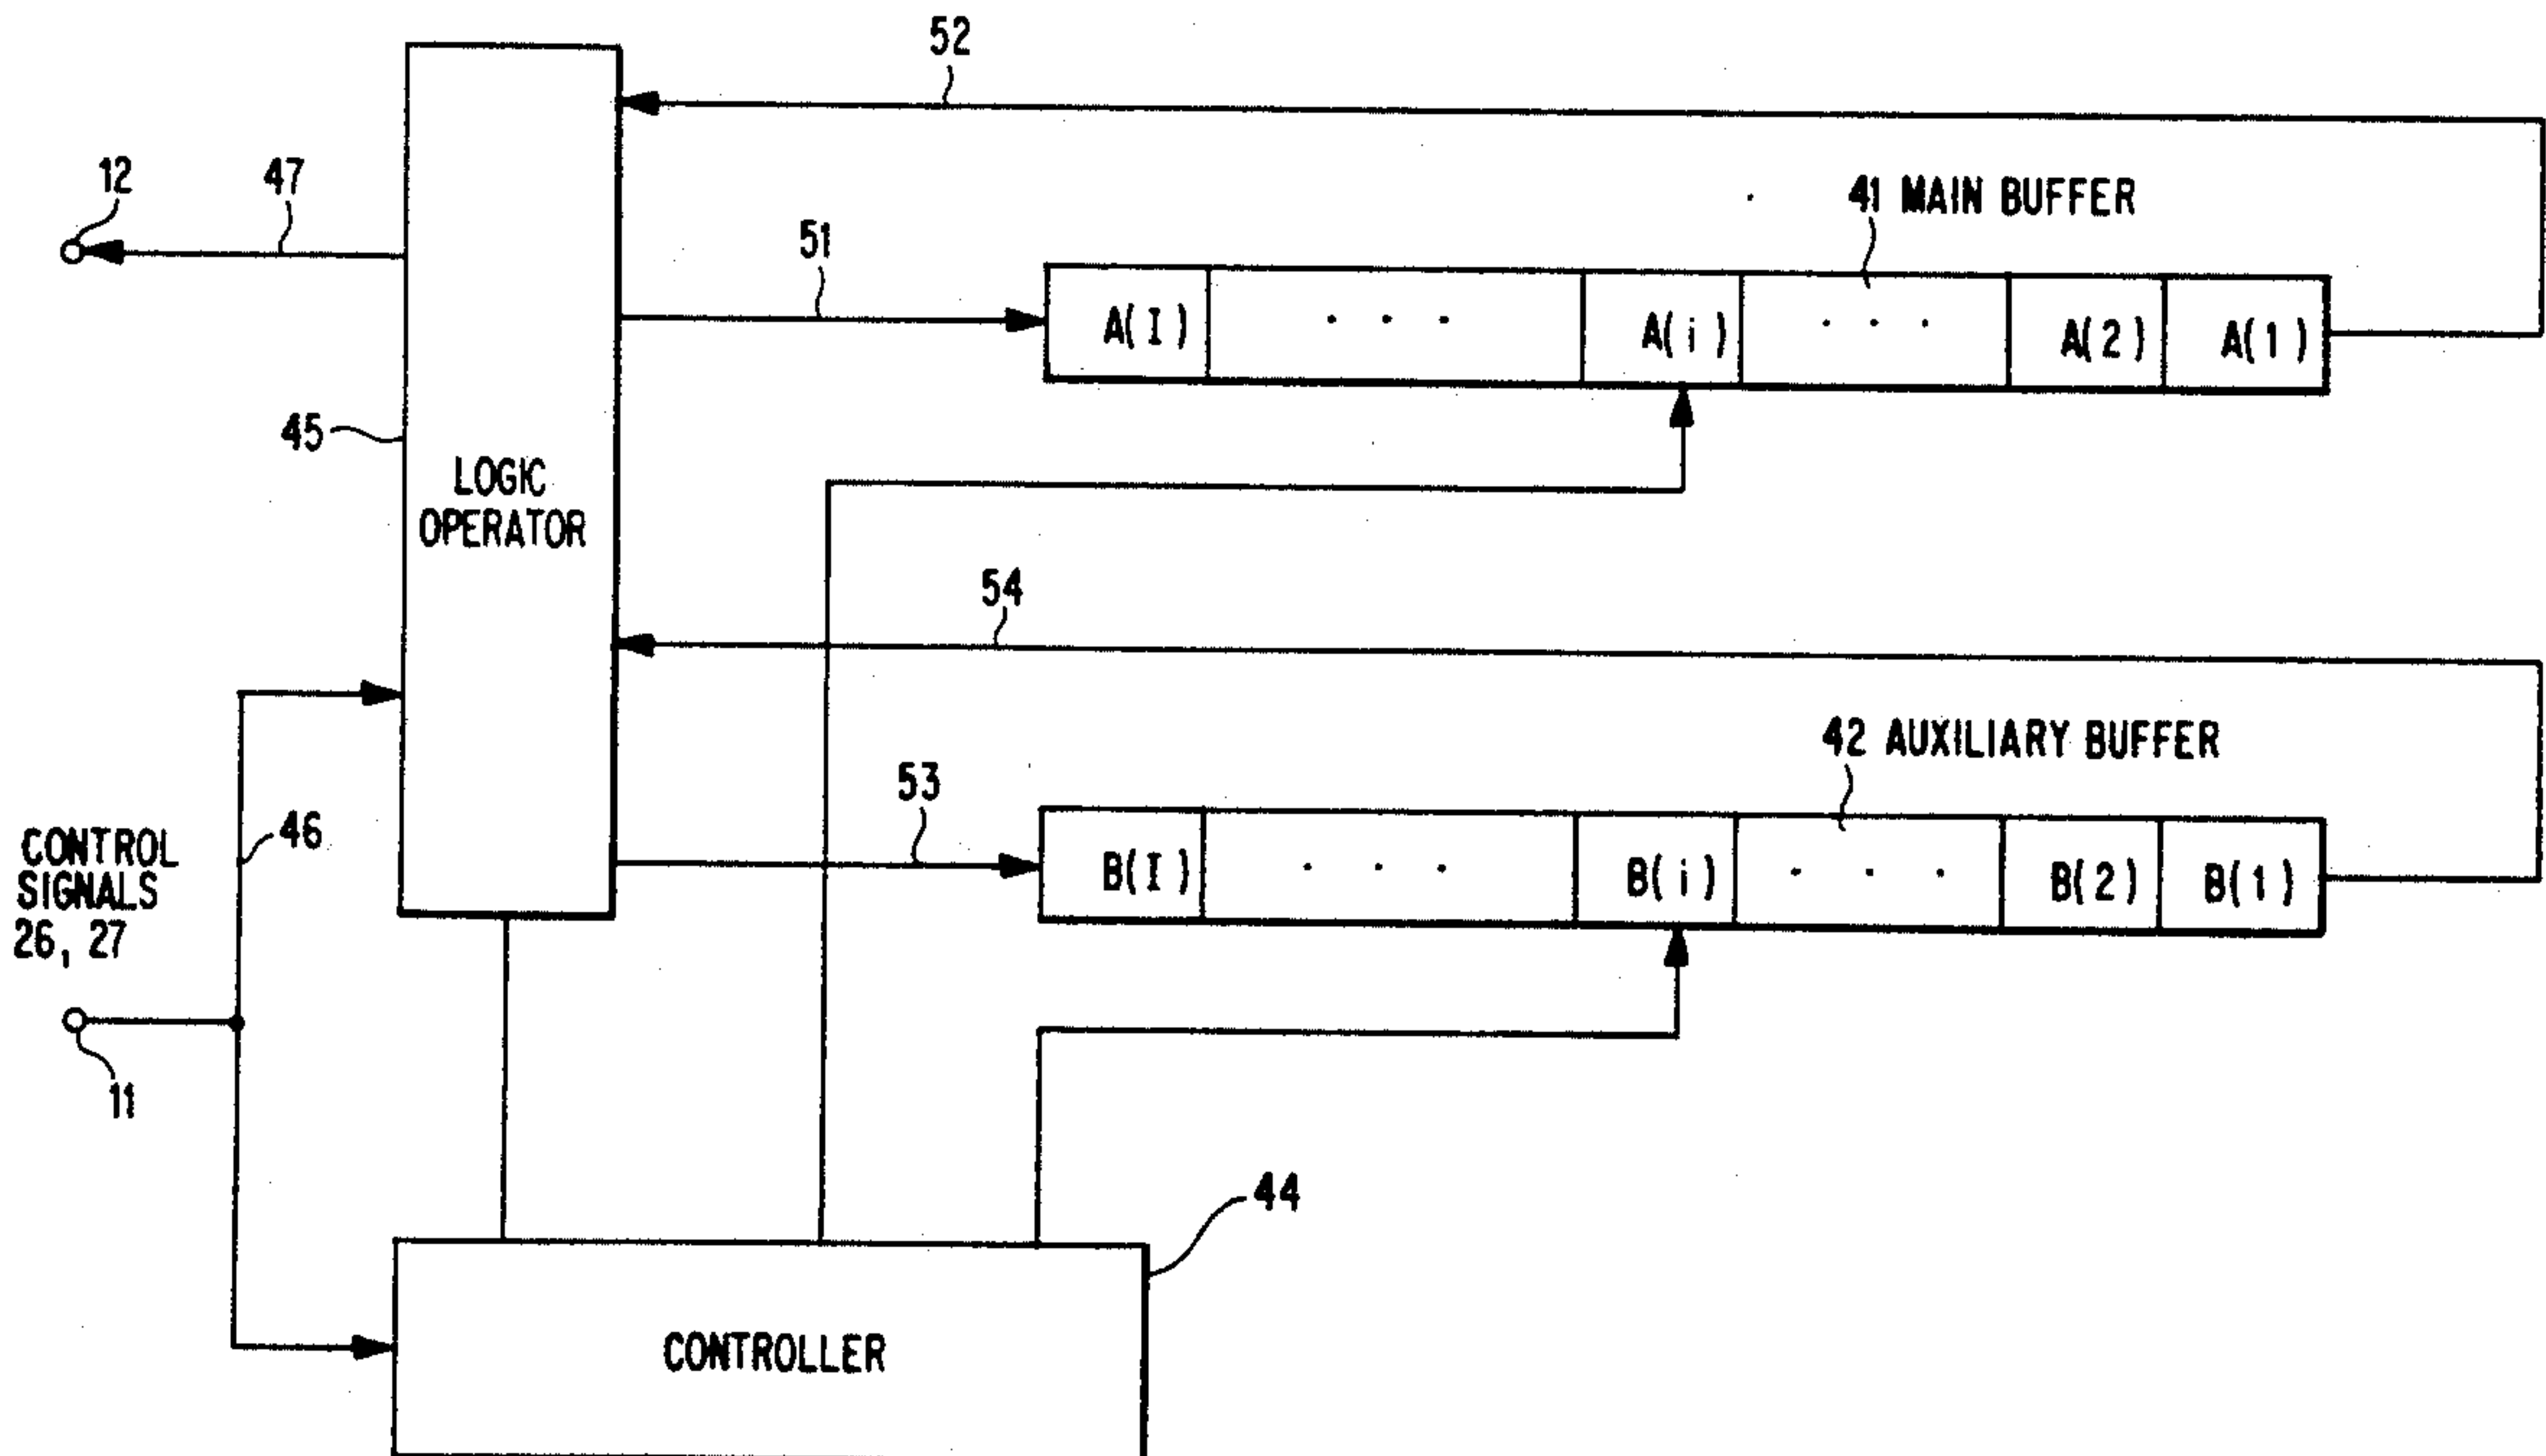 52
12
47
41 MAIN BUFFER
51
A(I) · · · A(i) · · · A(2) A(1)
45
LOGIC
OPERATOR
54
42 AUXILIARY BUFFER
53
46
CONTROL
SIGNALS
26, 27
B(I) · · · B(i) · · · B(2) B(1)
11
44
CONTROLLER